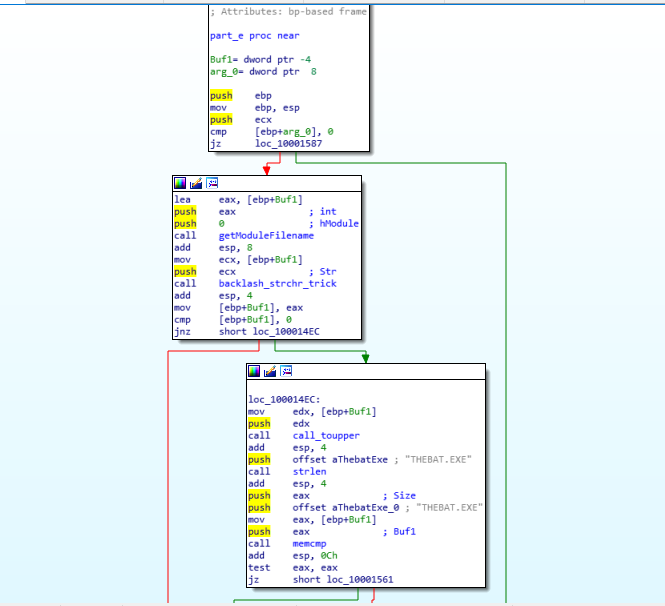 ; Attributes: bp-based frame
part_e proc near
Buf1= dword ptr -4
arg_0= dword ptr  8
push    ebp
mov     ebp, esp
push    ecx
cmp     [ebp+arg_0], 0
jz      loc_10001587
lea     eax, [ebp+Buf1]
push    eax             ; int
push    0               ; hModule
call    getModuleFilename
add     esp, 8
mov     ecx, [ebp+Buf1]
push    ecx             ; Str
call    backlash_strchr_trick
add     esp, 4
mov     [ebp+Buf1], eax
cmp     [ebp+Buf1], 0
jnz     short loc_100014EC
loc_100014EC:
mov     edx, [ebp+Buf1]
push    edx
call    call_toupper
add     esp, 4
push    offset aThebatExe ; "THEBAT.EXE"
call    strlen
add     esp, 4
push    eax             ; Size
push    offset aThebatExe_0 ; "THEBAT.EXE"
mov     eax, [ebp+Buf1]
push    eax             ; Buf1
call    memcmp
add     esp, 0Ch
test    eax, eax
jz      short loc_10001561